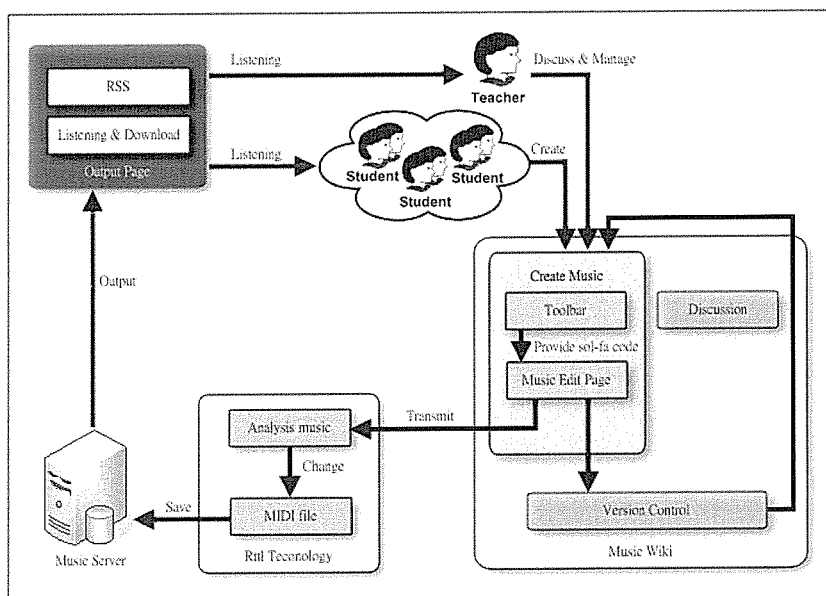 Listening
Discuss & Manage
RSS
Teacher
Listening & Download
Listening
Create
Output Page
Student
Student
Student
Create Music
Output
Toolbar
Discussion
Provide sol-fa code
Music Edit Page
Transmit
Analysis music
Change
Save
MIDI file
Version Control
Music Server
Rttl Teconology
Music Wiki